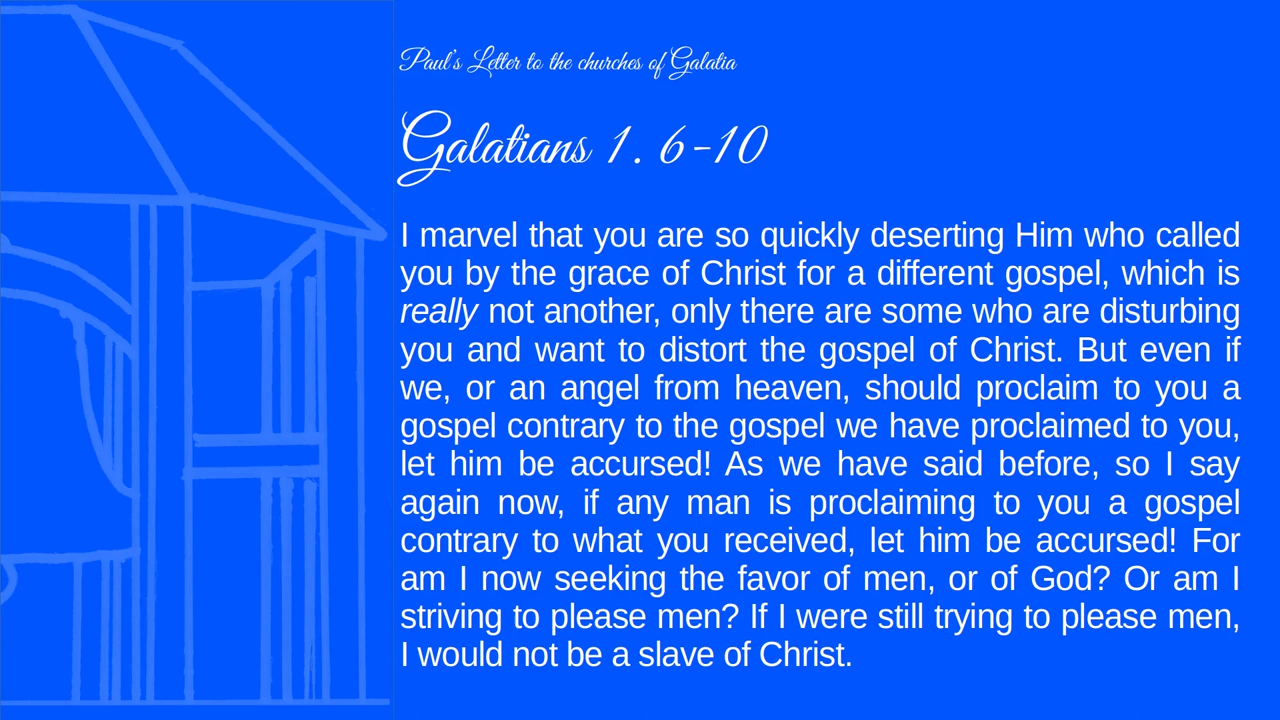 Paul's Letter to the churches of Galatia
Galatians 1. 6-10
I marvel that you are so quickly deserting Him who called
you by the grace of Christ for a different gospel, which is
really not another, only there are some who are disturbing
you and want to distort the gospel of Christ. But even if
we, or an angel from heaven, should proclaim to you a
gospel contrary to the gospel we have proclaimed to you,
let him be accursed! As we have said before, so I say
again now, if any man is proclaiming to you a gospel
contrary to what you received, let him be accursed! For
am I now seeking the favor of men, or of God? Or am I
striving to please men? If I were still trying to please men,
I would not be a slave of Christ.